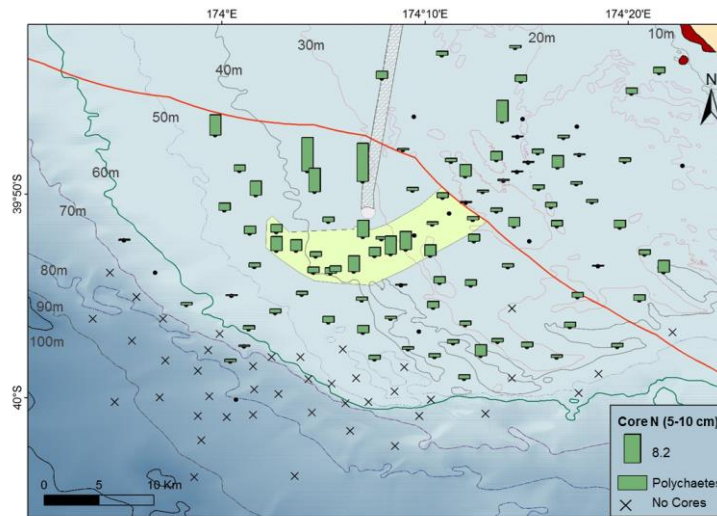 174°E
174°10'E
174°20'E
10m
20m
30m
40m
50m
60m
70m
80m
90m
100m
39°50'S
40°S
N
Core N (5-10 cm)
8.2
Polychaetes
No Cores
0
5
10 Km